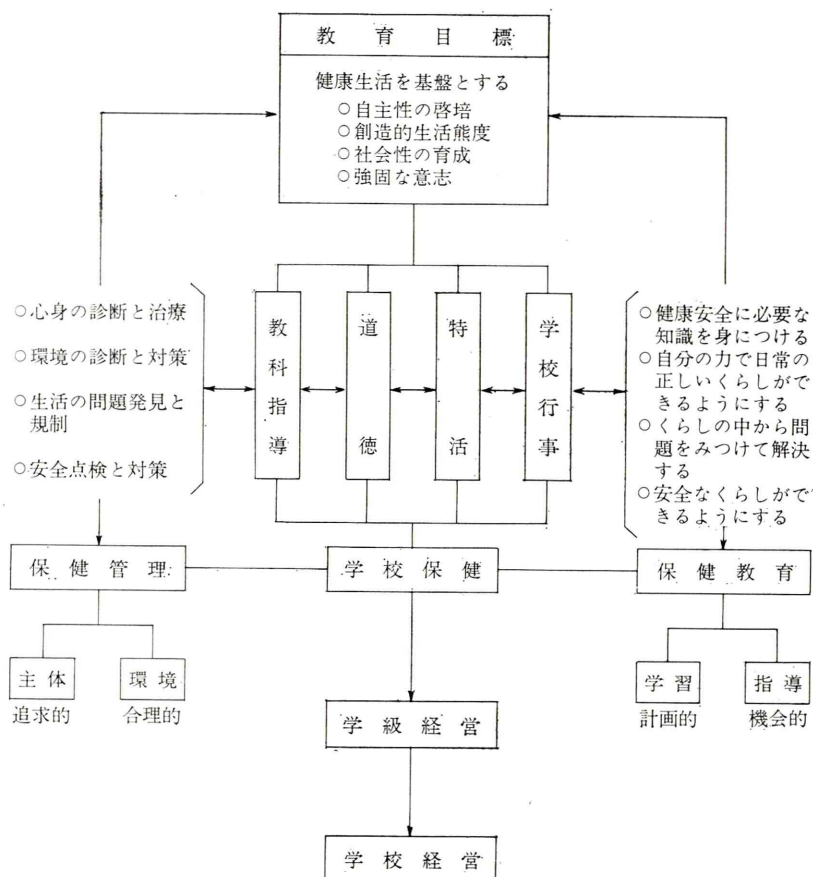 教育目標
健康生活を基盤とする
○自主性の啓培
○創造的生活態度
○社会性の育成
○強固な意志
○心身の診断と治療
○環境の診断と対策
○生活の問題発見と
規制
○安全点検と対策
教科指導
道徳
特活
学校行事
○健康安全に必要な
知識を身につける
○自分の力で日常の
正しいくらしがで
きるようにする
○くらしの中から問
題をみつけて解決
する
○安全なくらしがで
きるようにする
保健管理
学校保健
保健教育
主体
環境
追求的
合理的
学習
指導
計画的
機会的
学級経営
学校経営